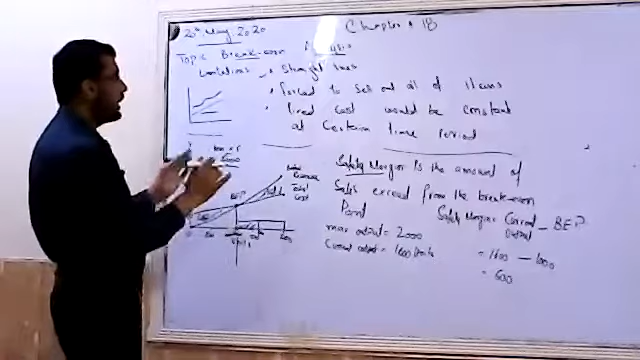 20th May 2020
Chapter # 18
Topic Break-even Analysis
Limitations
Straight lines
forced to sell out all of items
fixed cost would be constant
at certain time period
BEP
Revenue
Total
Cost
Safety Margin is the amount of
Sales exceed from the break-even
Point
Safety Margin = Current - BEP
output
max output = 2000
Current output = 1600 units
= 1600 - 1000
= 600